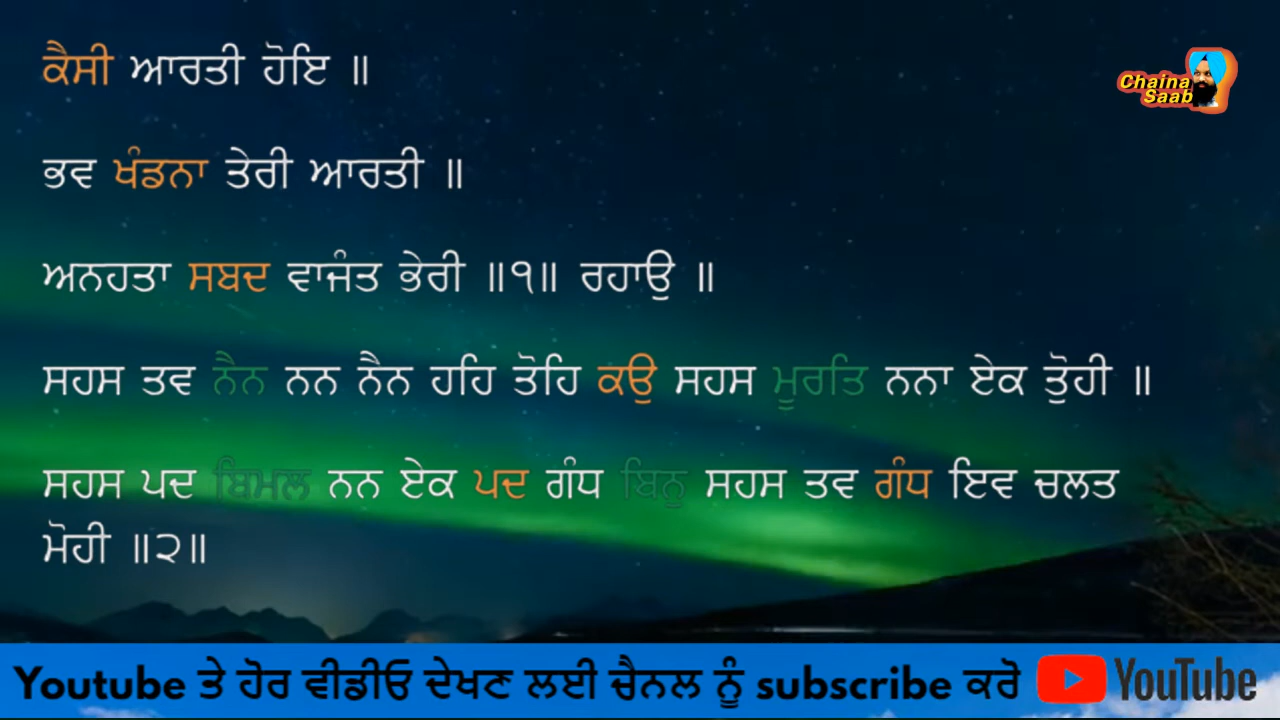 ਕੈਸੀ ਆਰਤੀ ਹੋਇ ॥
Chaina
Saab
ਭਵ ਖੰਡਨਾ ਤੇਰੀ ਆਰਤੀ ॥
ਅਨਹਤਾ ਸਬਦ ਵਾਜੰਤ ਭੇਰੀ ॥੧॥ ਰਹਾਉ ॥
ਸਹਸ ਤਵ ਨੈਨ ਨਨ ਨੈਨ ਹਹਿ ਤੋਹਿ ਕਉ ਸਹਸ ਮੂਰਤਿ ਨਨਾ ਏਕ ਤੋੁਹੀ ॥
ਸਹਸ ਪਦ ਬਿਮਲ ਨਨ ਏਕ ਪਦ ਗੰਧ ਬਿਨੁ ਸਹਸ ਤਵ ਗੰਧ ਇਵ ਚਲਤ
ਮੋਹੀ ॥੨॥
Youtube ਤੇ ਹੋਰ ਵੀਡੀਓ ਦੇਖਣ ਲਈ ਚੈਨਲ ਨੂੰ subscribe ਕਰੋ YouTube